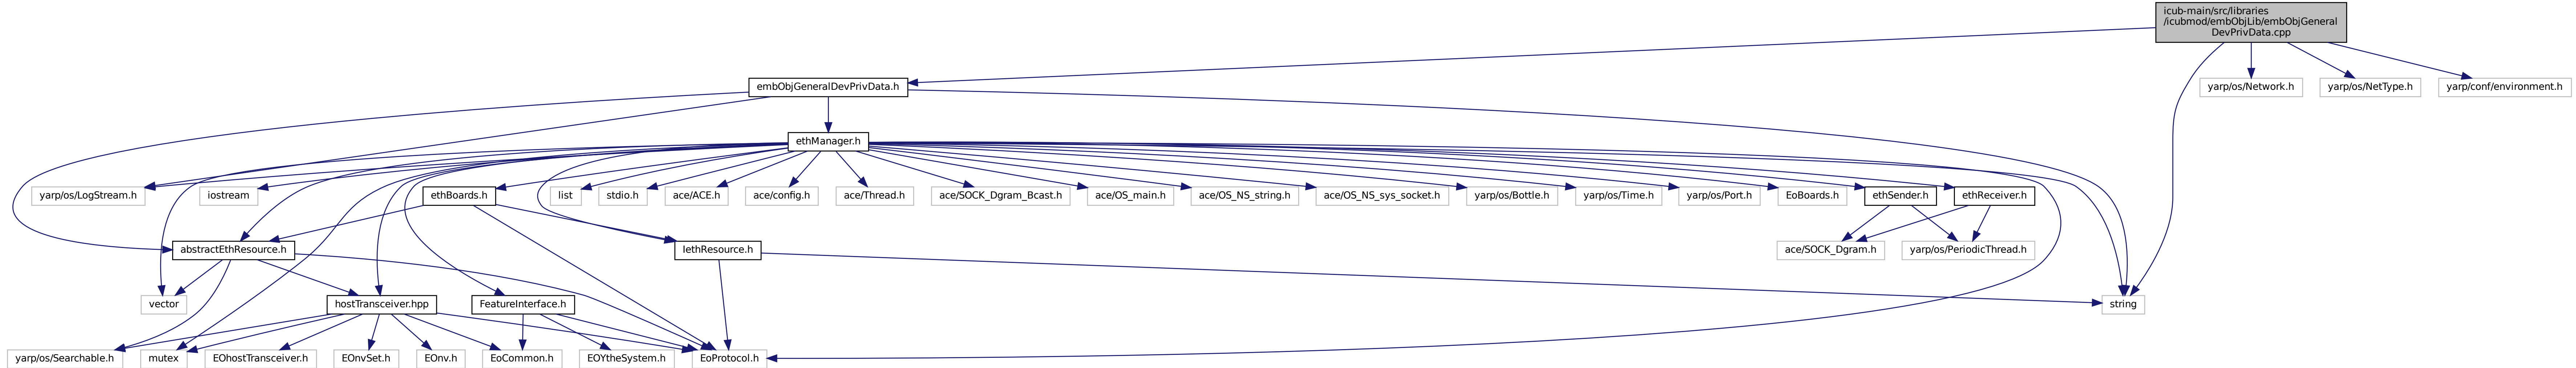 icub-main/src/libraries
/icubmod/embObjLib/embObjGeneral
DevPrivData.cpp
embObjGeneralDevPrivData.h
yarp/os/Network.h
yarp/os/NetType.h
yarp/conf/environment.h
ethManager.h
yarp/os/LogStream.h
iostream
ethBoards.h
list
stdio.h
ace/ACE.h
ace/config.h
ace/Thread.h
ace/SOCK_Dgram_Bcast.h
ace/OS_main.h
ace/OS_NS_string.h
ace/OS_NS_sys_socket.h
yarp/os/Bottle.h
yarp/os/Time.h
yarp/os/Port.h
EoBoards.h
ethSender.h
ethReceiver.h
abstractEthResource.h
IethResource.h
ace/SOCK_Dgram.h
yarp/os/PeriodicThread.h
vector
hostTransceiver.hpp
FeatureInterface.h
string
yarp/os/Searchable.h
mutex
EOhostTransceiver.h
EOnvSet.h
EOnv.h
EoCommon.h
EOYtheSystem.h
EoProtocol.h